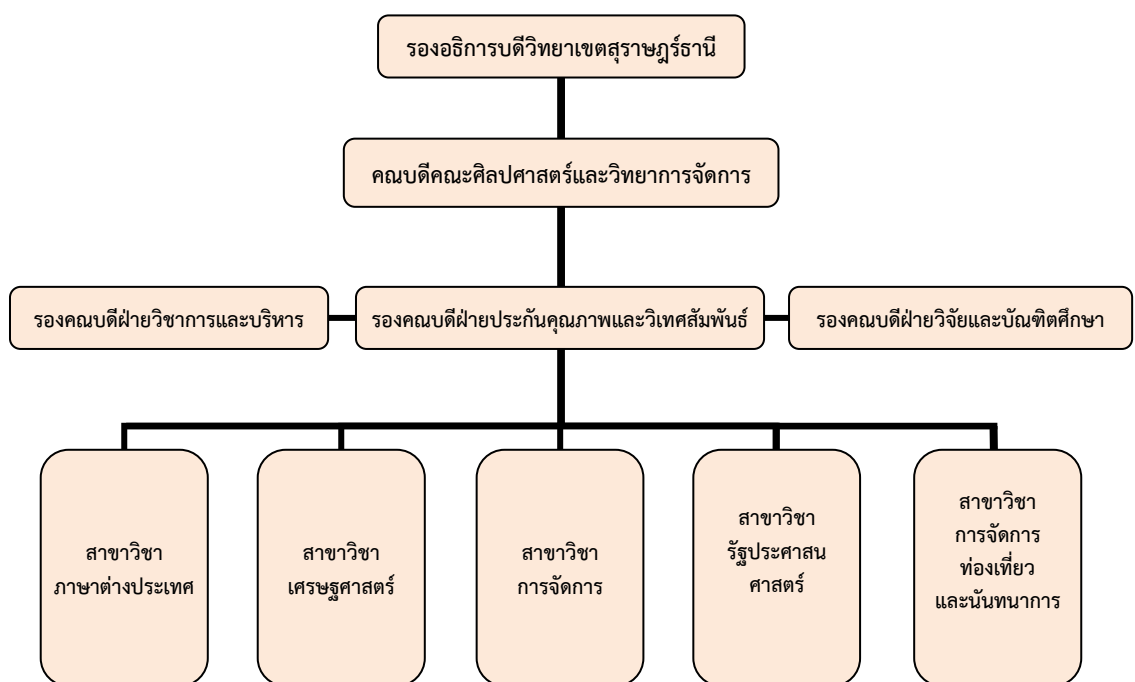 รองอธิการบดีวิทยาเขตสุราษฎร์ธานี
คณบดีคณะศิลปศาสตร์และวิทยาการจัดการ
รองคณบดีฝ่ายวิชาการและบริหาร
รองคณบดีฝ่ายประกันคุณภาพและวิเทศสัมพันธ์
รองคณบดีฝ่ายวิจัยและบัณฑิตศึกษา
สาขาวิชา
ภาษาต่างประเทศ
สาขาวิชา
เศรษฐศาสตร์
สาขาวิชา
การจัดการ
สาขาวิชา
รัฐประศาสน
ศาสตร์
สาขาวิชา
การจัดการ
ท่องเที่ยว
และนันทนาการ